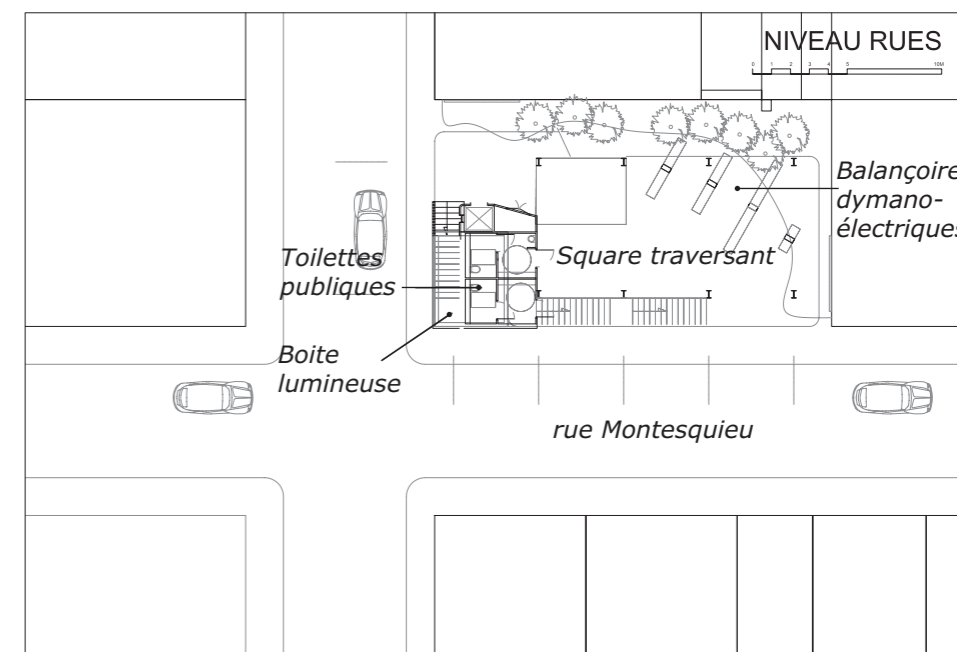 NIVEAU RUES
0 1 2 3 4 5 10M
Balançoire
dymano-
électriques
Toilettes
publiques
Square traversant
Boite
lumineuse
rue Montesquieu